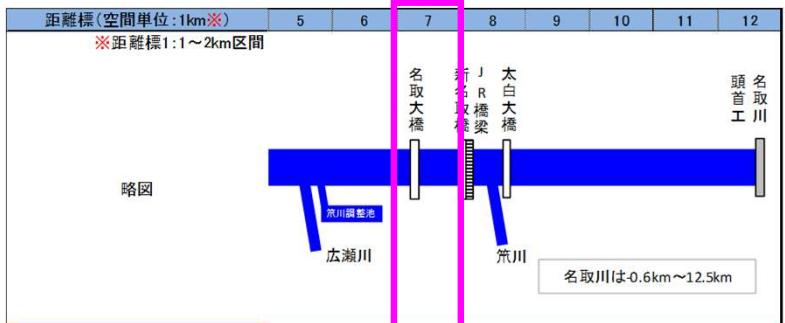 距離標(空間単位:1km※) 5 6 7 8 9 10 11 12
※距離標1:1～2km区間
名取大橋
新名取橋
JR橋梁
太白大橋
名取川
頭首工
略図
笊川調整池
広瀬川
笊川
名取川は-0.6km～12.5km